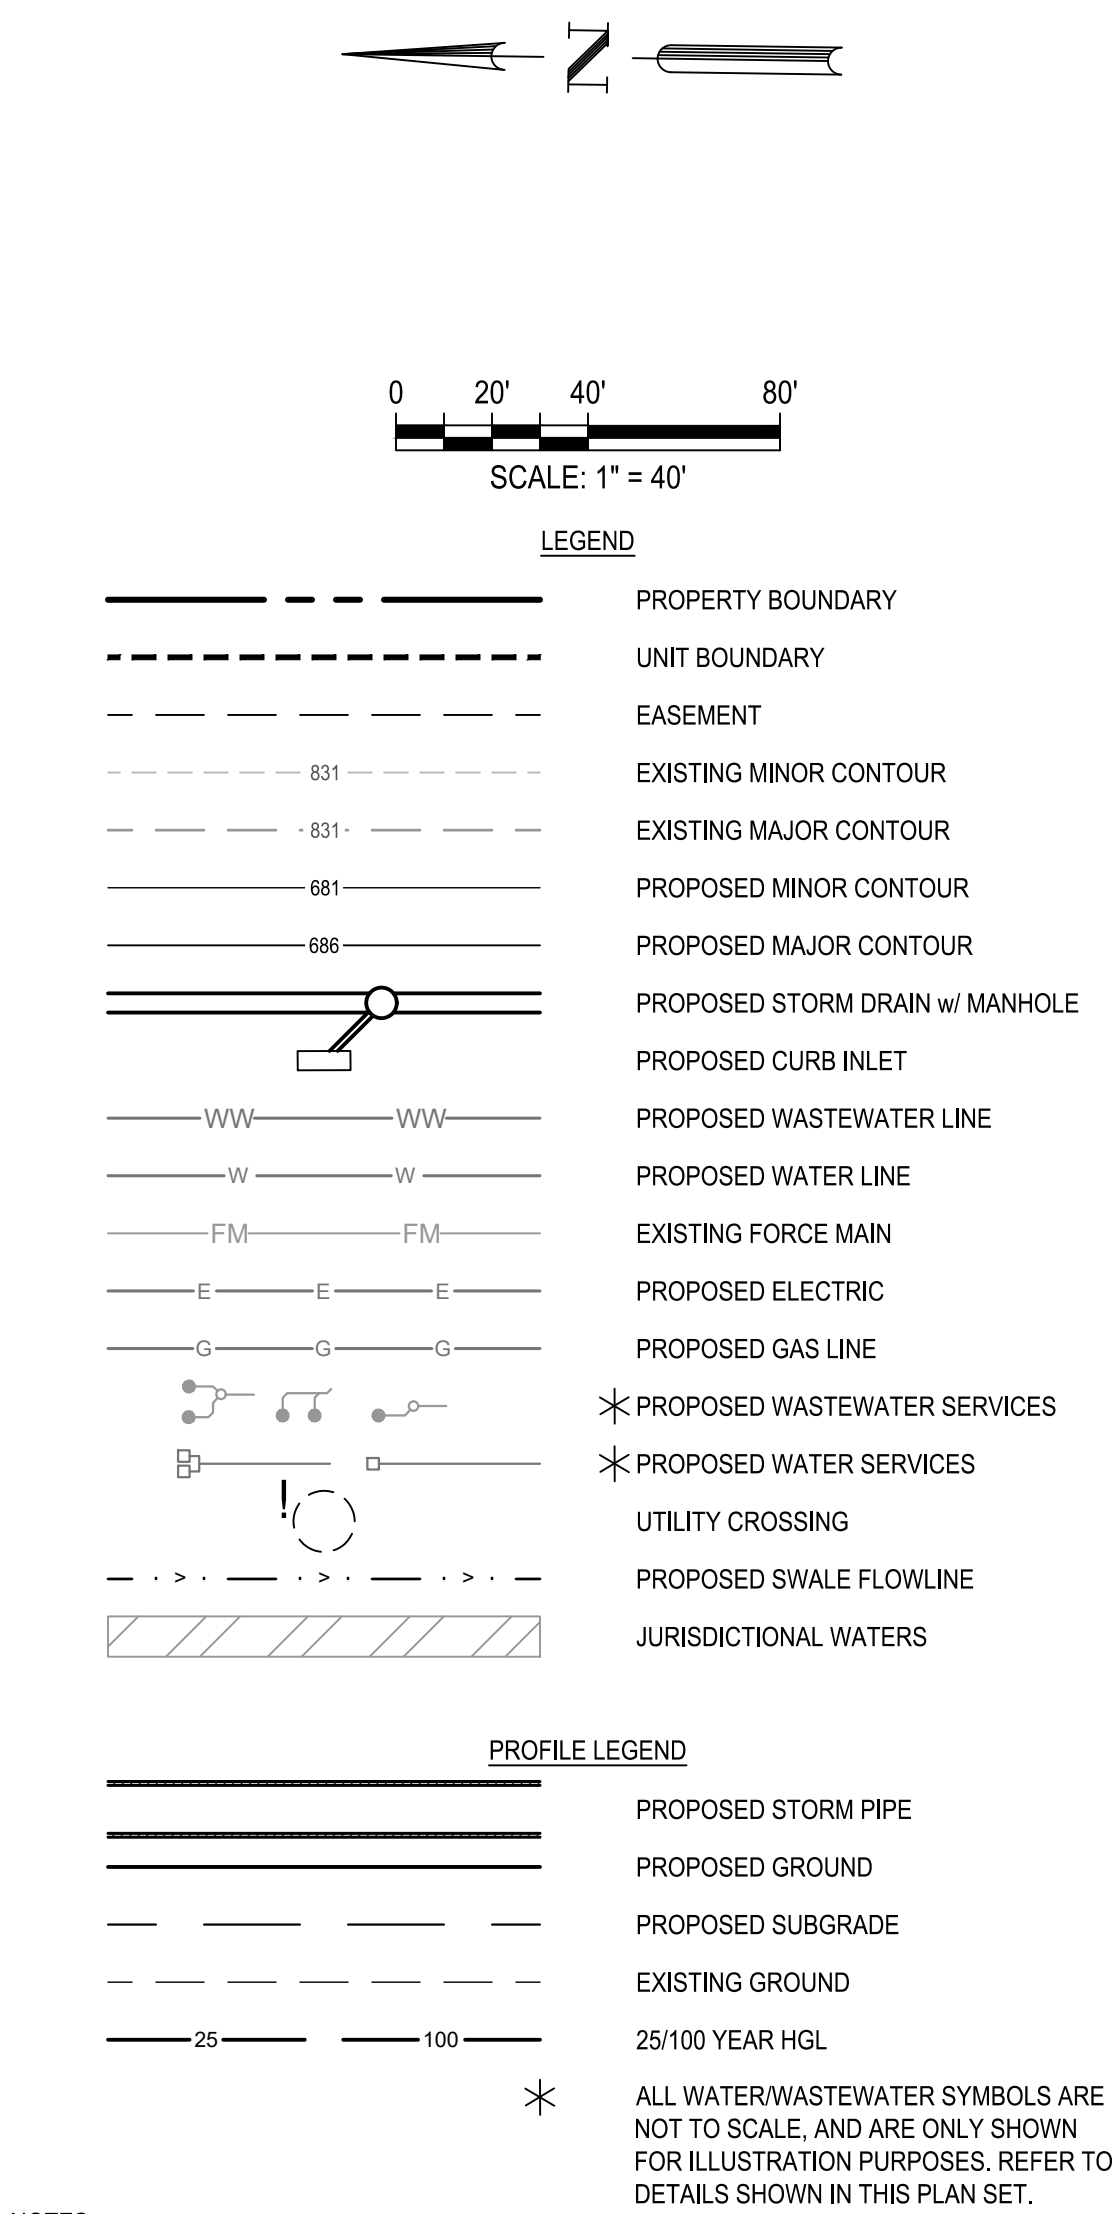 N
0 20' 40' 80'
SCALE: 1" = 40'
LEGEND
PROPERTY BOUNDARY
UNIT BOUNDARY
EASEMENT
831 EXISTING MINOR CONTOUR
831 EXISTING MAJOR CONTOUR
681 PROPOSED MINOR CONTOUR
686 PROPOSED MAJOR CONTOUR
PROPOSED STORM DRAIN w/ MANHOLE
PROPOSED CURB INLET
WW WW PROPOSED WASTEWATER LINE
W W PROPOSED WATER LINE
FM FM EXISTING FORCE MAIN
E E E PROPOSED ELECTRIC
G G G PROPOSED GAS LINE
* PROPOSED WASTEWATER SERVICES
* PROPOSED WATER SERVICES
! UTILITY CROSSING
> > > PROPOSED SWALE FLOWLINE
JURISDICTIONAL WATERS
PROFILE LEGEND
PROPOSED STORM PIPE
PROPOSED GROUND
PROPOSED SUBGRADE
EXISTING GROUND
25 100 25/100 YEAR HGL
* ALL WATER/WASTEWATER SYMBOLS ARE
NOT TO SCALE, AND ARE ONLY SHOWN
FOR ILLUSTRATION PURPOSES. REFER TO
DETAILS SHOWN IN THIS PLAN SET.